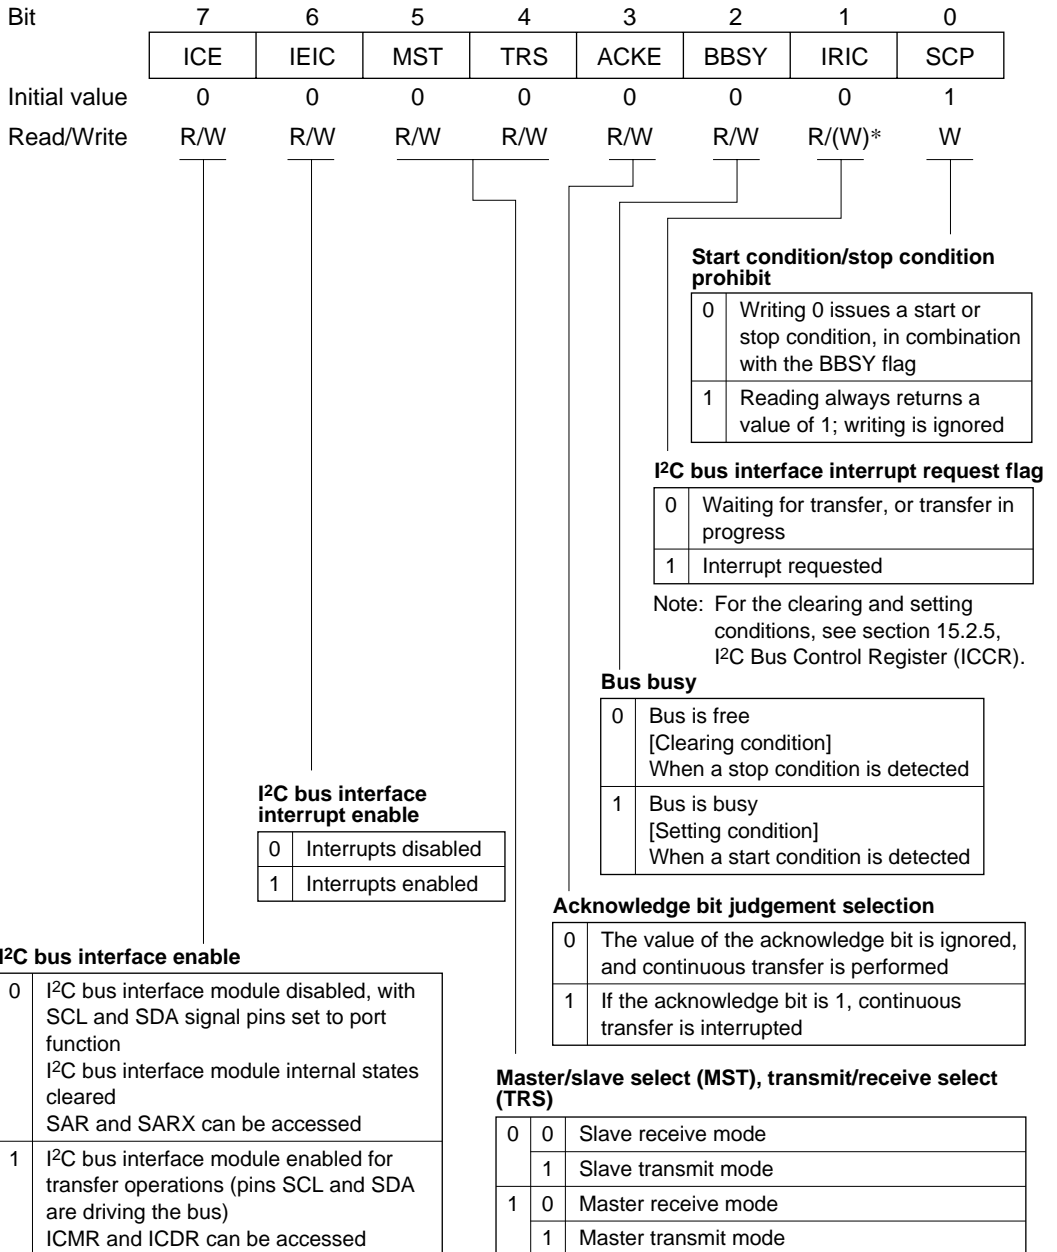 Bit 7 6 5 4 3 2 1 0
ICE IEIC MST TRS ACKE BBSY IRIC SCP
Initial value 0 0 0 0 0 0 0 1
Read/Write R/W R/W R/W R/W R/W R/W R/(W)* W
Start condition/stop condition
prohibit
0 Writing 0 issues a start or
stop condition, in combination
with the BBSY flag
1 Reading always returns a
value of 1; writing is ignored
I2C bus interface interrupt request flag
0 Waiting for transfer, or transfer in
progress
1 Interrupt requested
Note: For the clearing and setting
conditions, see section 15.2.5,
I2C Bus Control Register (ICCR).
Bus busy
0 Bus is free
[Clearing condition]
When a stop condition is detected
1 Bus is busy
[Setting condition]
When a start condition is detected
I2C bus interface
interrupt enable
0 Interrupts disabled
1 Interrupts enabled
Acknowledge bit judgement selection
0 The value of the acknowledge bit is ignored,
and continuous transfer is performed
1 If the acknowledge bit is 1, continuous
transfer is interrupted
I2C bus interface enable
0 I2C bus interface module disabled, with
SCL and SDA signal pins set to port
function
I2C bus interface module internal states
cleared
SAR and SARX can be accessed
1 I2C bus interface module enabled for
transfer operations (pins SCL and SDA
are driving the bus)
ICMR and ICDR can be accessed
Master/slave select (MST), transmit/receive select
(TRS)
0 0 Slave receive mode
1 Slave transmit mode
1 0 Master receive mode
1 Master transmit mode